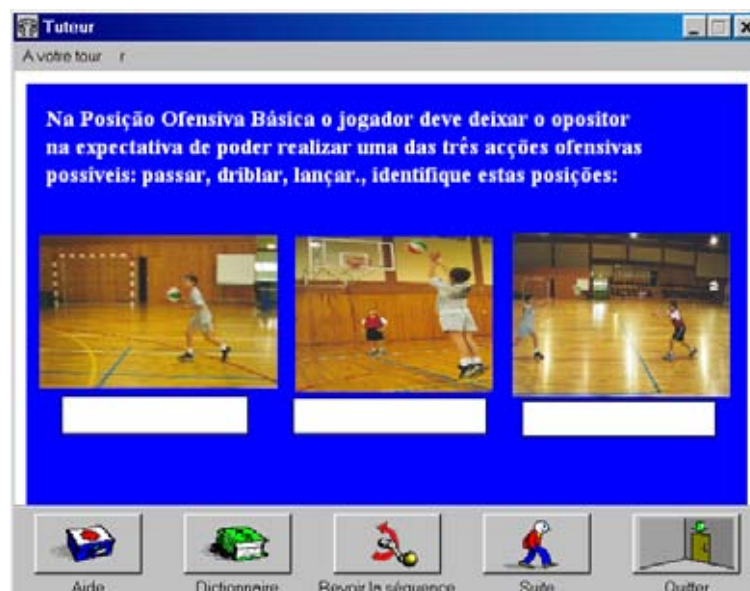 Tuteur
A votre tour r
Na Posição Ofensiva Básica o jogador deve deixar o opositor
na expectativa de poder realizar uma das três acções ofensivas
possíveis: passar, driblar, lançar., identifique estas posições:
Aide Dictionnaire Revoir la séquence Suite Quitter